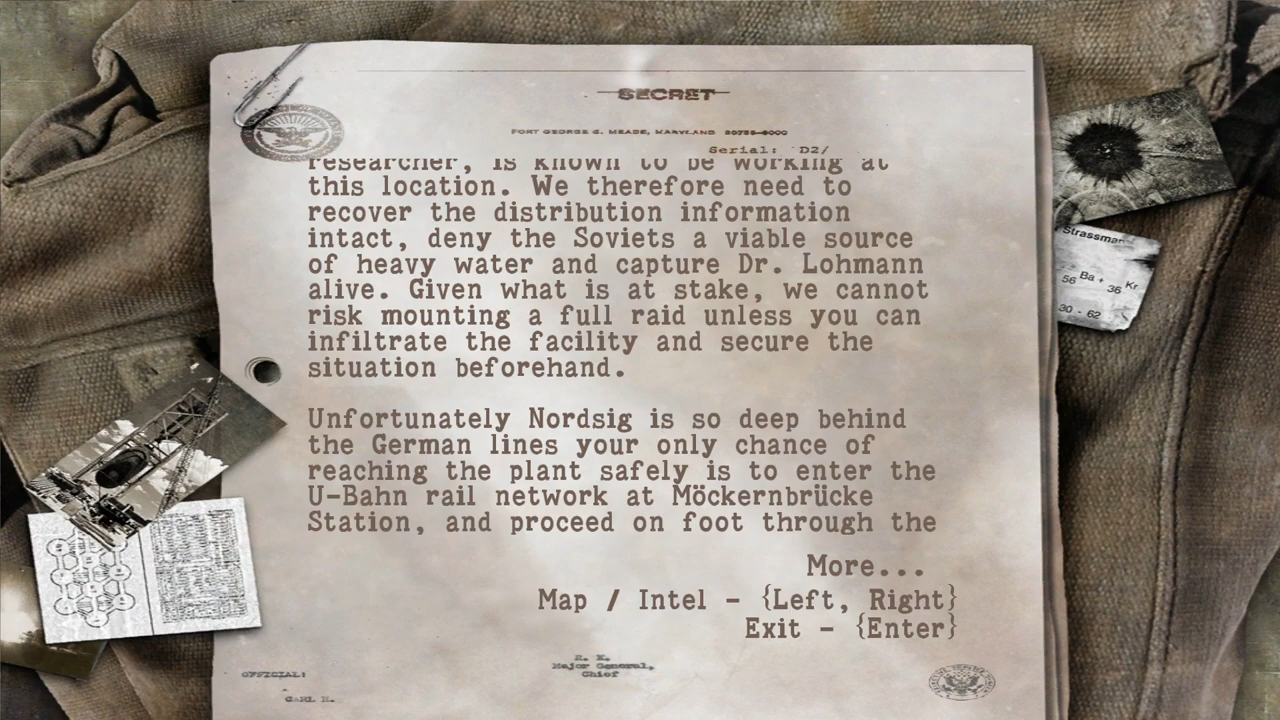 SECRET
FORT GEORGE G. MEADE, MARYLAND 20755-6000
Serial: D2/
researcher, is known to be working at
this location. We therefore need to
recover the distribution information
intact, deny the Soviets a viable source
of heavy water and capture Dr. Lohmann
alive. Given what is at stake, we cannot
risk mounting a full raid unless you can
infiltrate the facility and secure the
situation beforehand.
Unfortunately Nordsig is so deep behind
the German lines your only chance of
reaching the plant safely is to enter the
U-Bahn rail network at Möckernbrücke
Station, and proceed on foot through the
More...
Map / Intel - {Left, Right}
Exit - {Enter}
R. K.
Major General,
Chief
OFFICIAL:
CARL H.
Strassman
56 Ba + 36 Kr
30 - 62